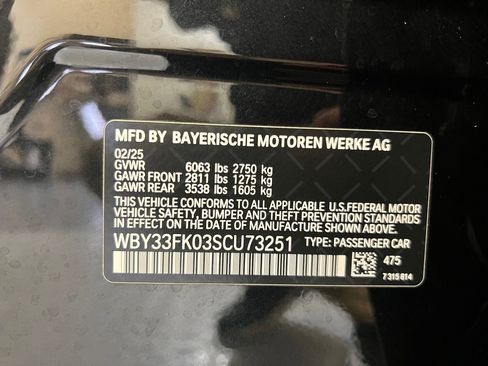 MFD BY BAYERISCHE MOTOREN WERKE AG
02/25
GVWR 6063 lbs 2750 kg
GAWR FRONT 2811 lbs 1275 kg
GAWR REAR 3538 lbs 1605 kg
THIS VEHICLE CONFORMS TO ALL APPLICABLE U.S.FEDERAL MOTOR
VEHICLE SAFETY, BUMPER, AND THEFT PREVENTION STANDARDS
IN EFFECT ON THE DATE OF MANUFACTURE SHOWN ABOVE.
WBY33FK03SCU73251 TYPE: PASSENGER CAR
475
7315814